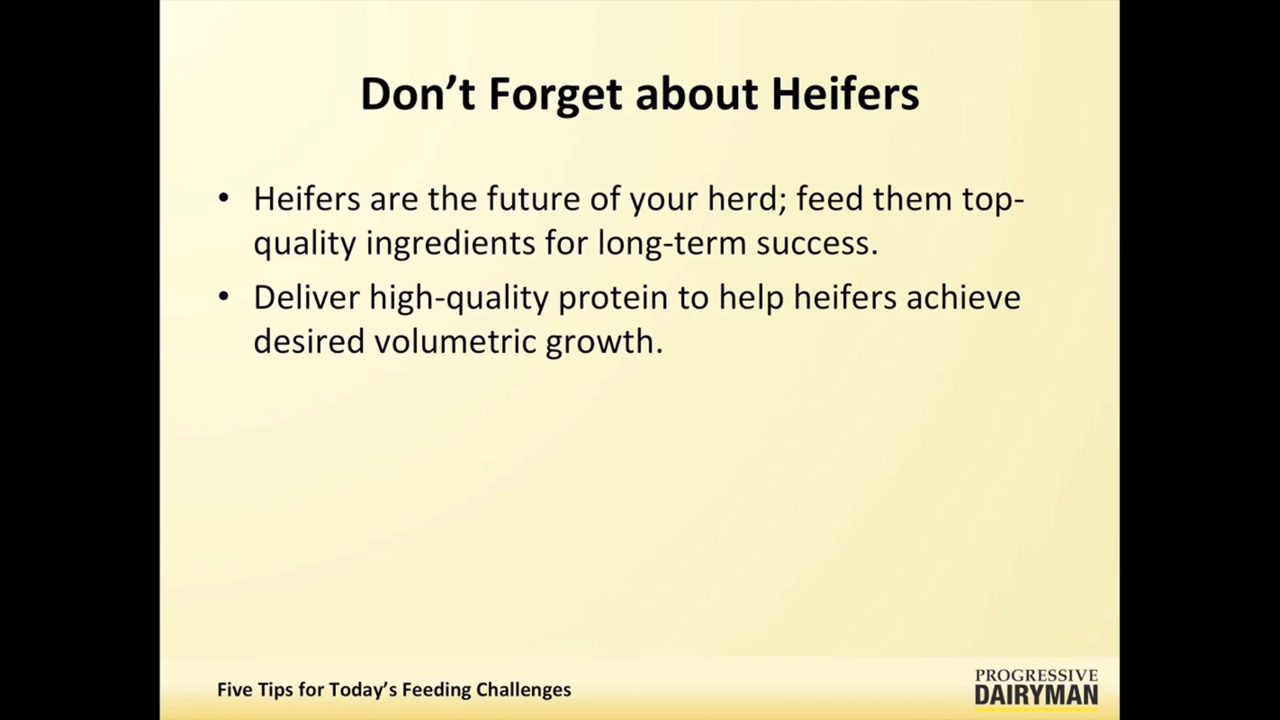 Don’t Forget about Heifers
• Heifers are the future of your herd; feed them top-
quality ingredients for long-term success.
• Deliver high-quality protein to help heifers achieve
desired volumetric growth.
Five Tips for Today’s Feeding Challenges
PROGRESSIVE
DAIRYMAN